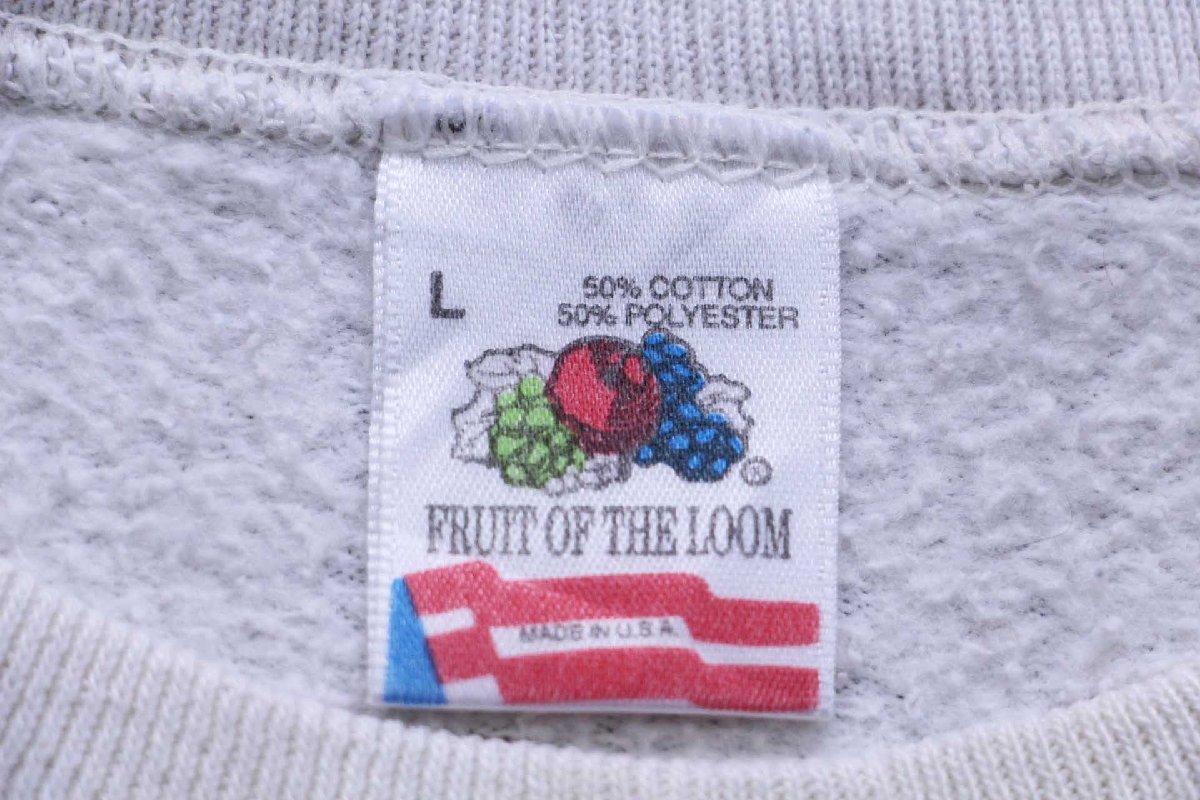 L
50% COTTON
50% POLYESTER
®
FRUIT OF THE LOOM
MADE IN U.S.A.